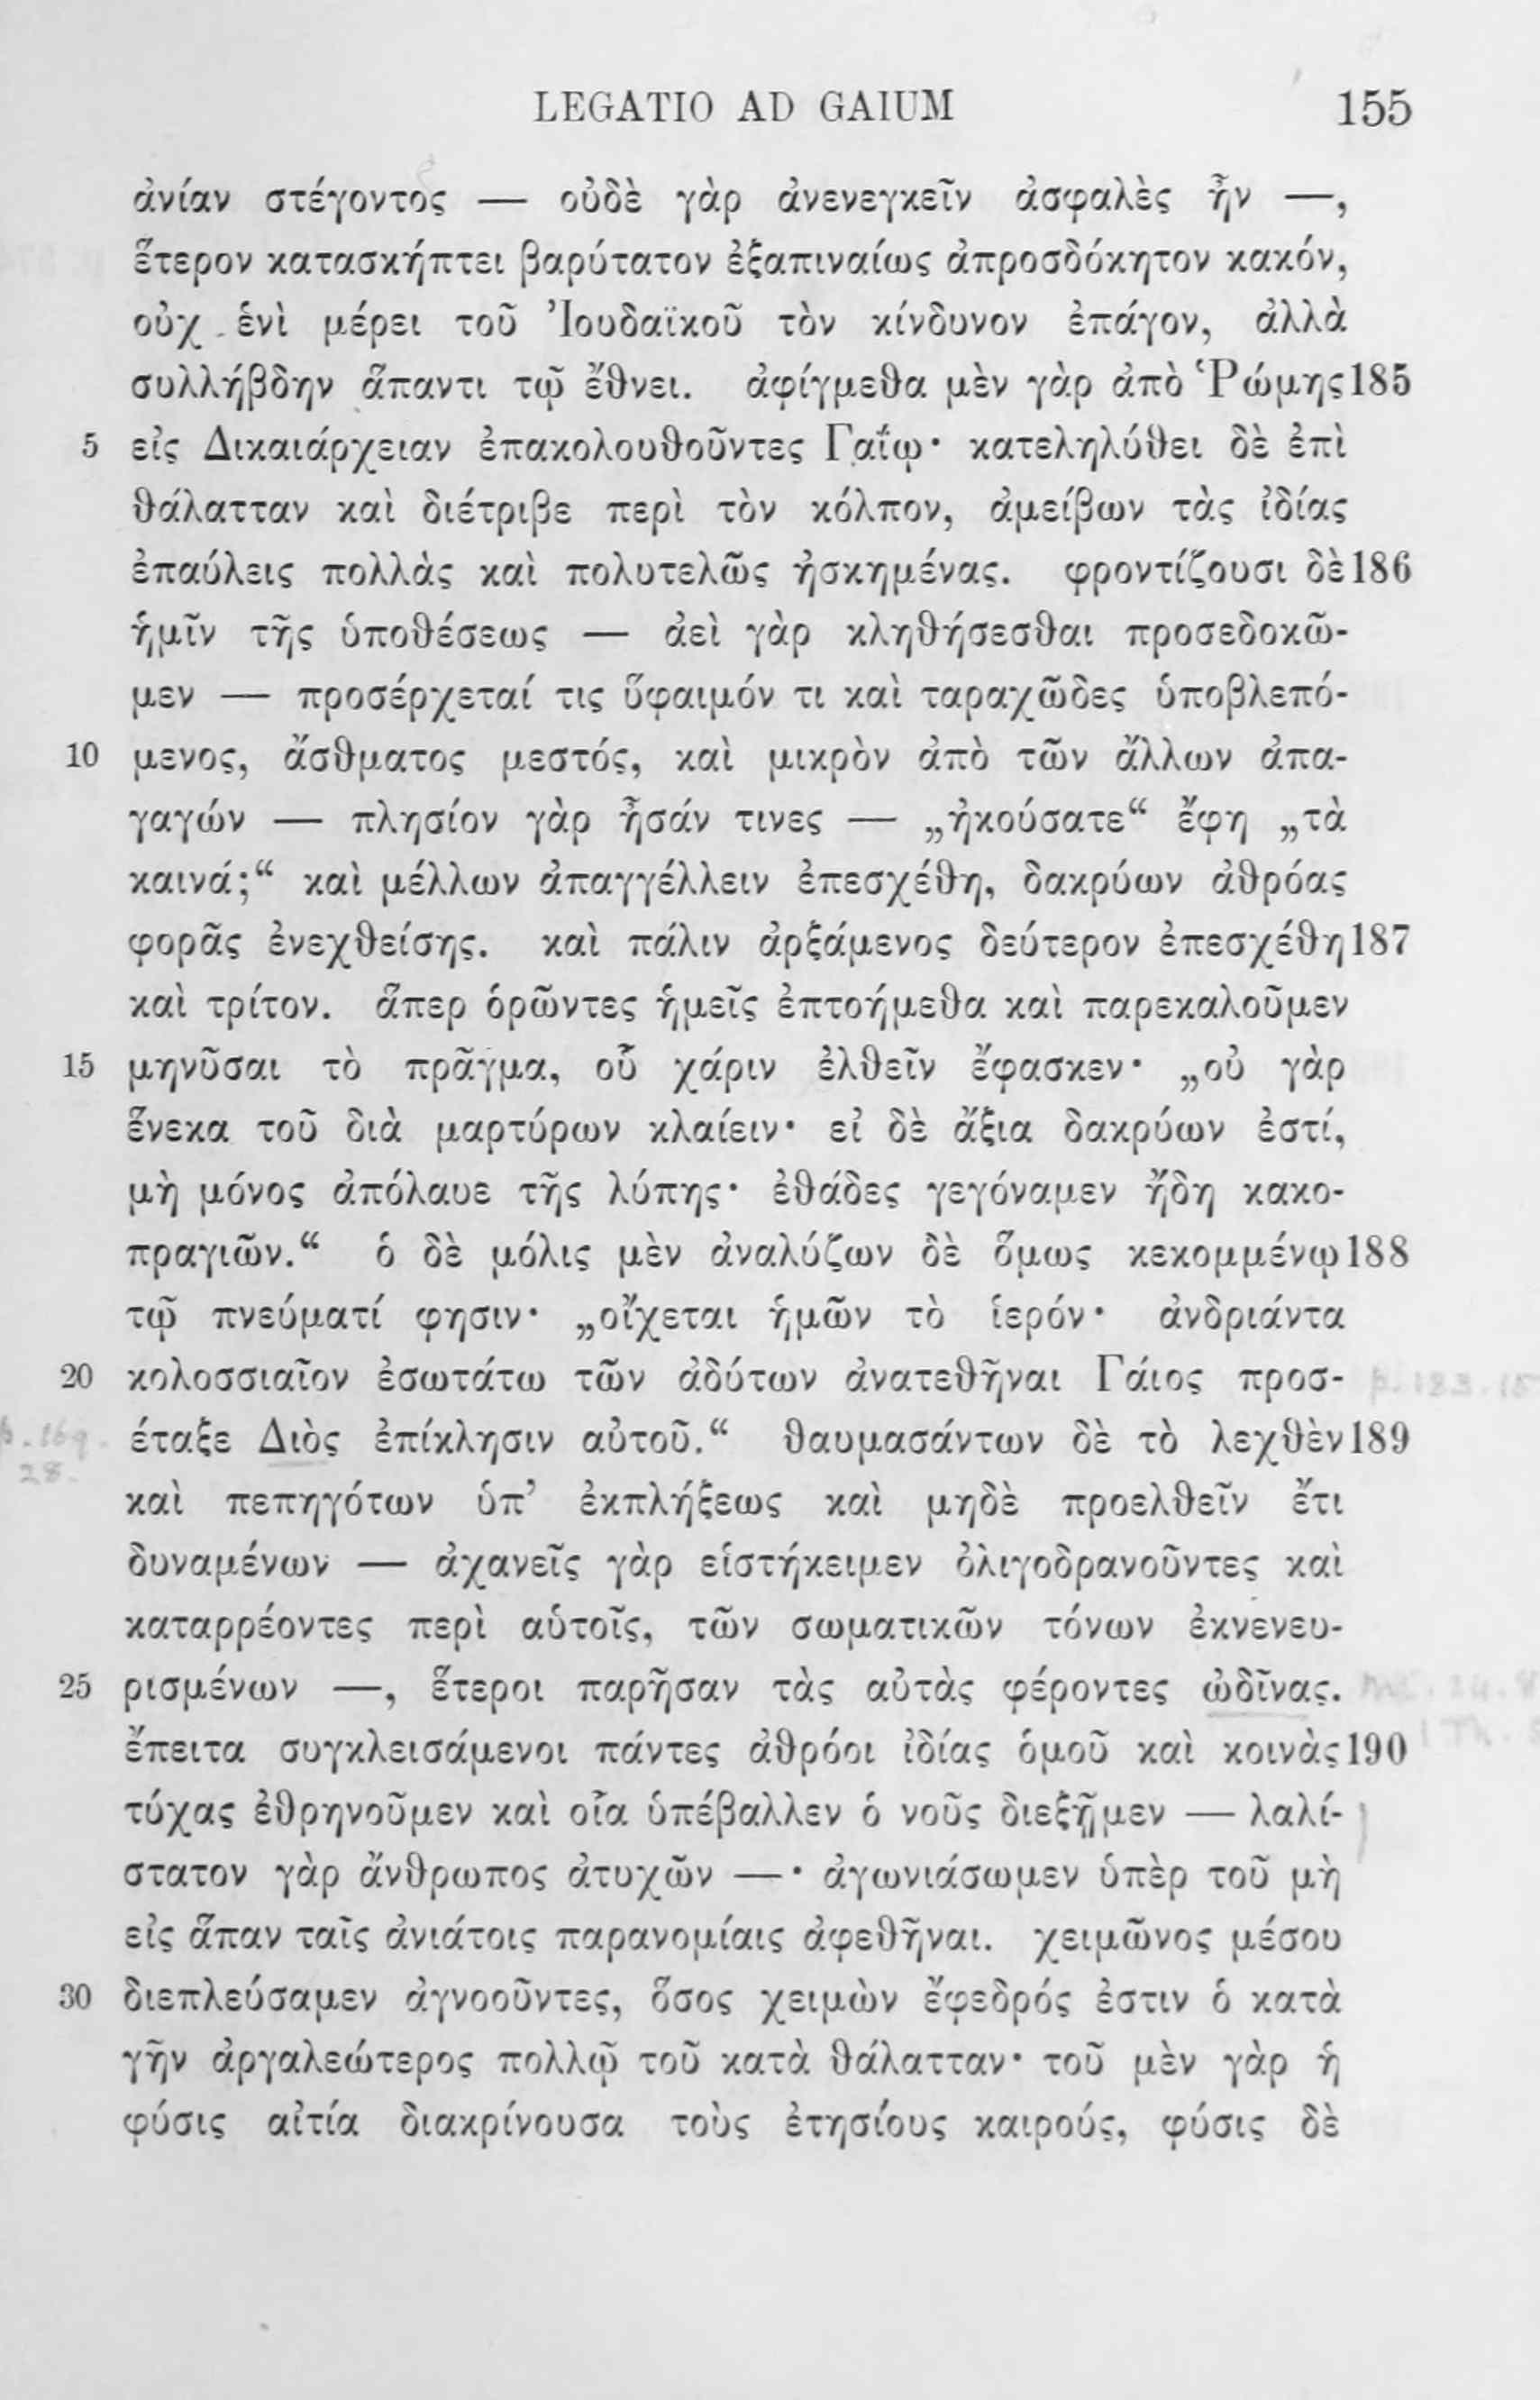 LEGATIO AD GAIUM 155
ἀνίαν στέγοντος — οὐδὲ γὰρ ἀνενεγκεῖν ἀσφαλὲς ἦν —,
ἕτερον κατασκήπτει βαρύτατον ἐξαπιναίως ἀπροσδόκητον κακόν,
οὐχ ἑνὶ μέρει τοῦ Ἰουδαϊκοῦ τὸν κίνδυνον ἐπάγον, ἀλλὰ
συλλήβδην ἅπαντι τῷ ἔθνει. ἀφίγμεθα μὲν γὰρ ἀπὸ Ῥώμης 185
5 εἰς Δικαιάρχειαν ἐπακολουθοῦντες Γαΐῳ· κατεληλύθει δὲ ἐπὶ
θάλατταν καὶ διέτριβε περὶ τὸν κόλπον, ἀμείβων τὰς ἰδίας
ἐπαύλεις πολλὰς καὶ πολυτελῶς ἠσκημένας. φροντίζουσι δὲ 186
ἡμῖν τῆς ὑποθέσεως — ἀεὶ γὰρ κληθήσεσθαι προσεδοκῶ-
μεν — προσέρχεταί τις ὕφαιμόν τι καὶ ταραχῶδες ὑποβλεπό-
10 μενος, ἄσθματος μεστός, καὶ μικρὸν ἀπὸ τῶν ἄλλων ἀπα-
γαγών — πλησίον γὰρ ἦσάν τινες — „ἠκούσατε“ ἔφη „τὰ
καινά;“ καὶ μέλλων ἀπαγγέλλειν ἐπεσχέθη, δακρύων ἀθρόας
φορᾶς ἐνεχθείσης. καὶ πάλιν ἀρξάμενος δεύτερον ἐπεσχέθη 187
καὶ τρίτον. ἅπερ ὁρῶντες ἡμεῖς ἐπτοήμεθα καὶ παρεκαλοῦμεν
15 μηνῦσαι τὸ πρᾶγμα, οὗ χάριν ἐλθεῖν ἔφασκεν· „οὐ γὰρ
ἕνεκα τοῦ διὰ μαρτύρων κλαίειν· εἰ δὲ ἄξια δακρύων ἐστί,
μὴ μόνος ἀπόλαυε τῆς λύπης· ἐθάδες γεγόναμεν ἤδη κακο-
πραγιῶν.“ ὁ δὲ μόλις μὲν ἀναλύζων δὲ ὅμως κεκομμένῳ 188
τῷ πνεύματί φησιν· „οἴχεται ἡμῶν τὸ ἱερόν· ἀνδριάντα
20 κολοσσιαῖον ἐσωτάτω τῶν ἀδύτων ἀνατεθῆναι Γάιος προσ- p. 183. 15
p. 169. έταξε Διὸς ἐπίκλησιν αὐτοῦ.“ θαυμασάντων δὲ τὸ λεχθὲν 189
28.
καὶ πεπηγότων ὑπ’ ἐκπλήξεως καὶ μηδὲ προελθεῖν ἔτι
δυναμένων — ἀχανεῖς γὰρ εἱστήκειμεν ὀλιγοδρανοῦντες καὶ
καταρρέοντες περὶ αὑτοῖς, τῶν σωματικῶν τόνων ἐκνενευ-
25 ρισμένων —, ἕτεροι παρῆσαν τὰς αὐτὰς φέροντες ὠδῖνας.
ἔπειτα συγκλεισάμενοι πάντες ἀθρόοι ἰδίας ὁμοῦ καὶ κοινὰς 190
τύχας ἐθρηνοῦμεν καὶ οἷα ὑπέβαλλεν ὁ νοῦς διεξῇμεν — λαλί-
στατον γὰρ ἄνθρωπος ἀτυχῶν —· ἀγωνιάσωμεν ὑπὲρ τοῦ μὴ
εἰς ἅπαν ταῖς ἀνιάτοις παρανομίαις ἀφεθῆναι. χειμῶνος μέσου
30 διεπλεύσαμεν ἀγνοοῦντες, ὅσος χειμὼν ἔφεδρός ἐστιν ὁ κατὰ
γῆν ἀργαλεώτερος πολλῷ τοῦ κατὰ θάλατταν· τοῦ μὲν γὰρ ἡ
φύσις αἰτία διακρίνουσα τοὺς ἐτησίους καιρούς, φύσις δὲ